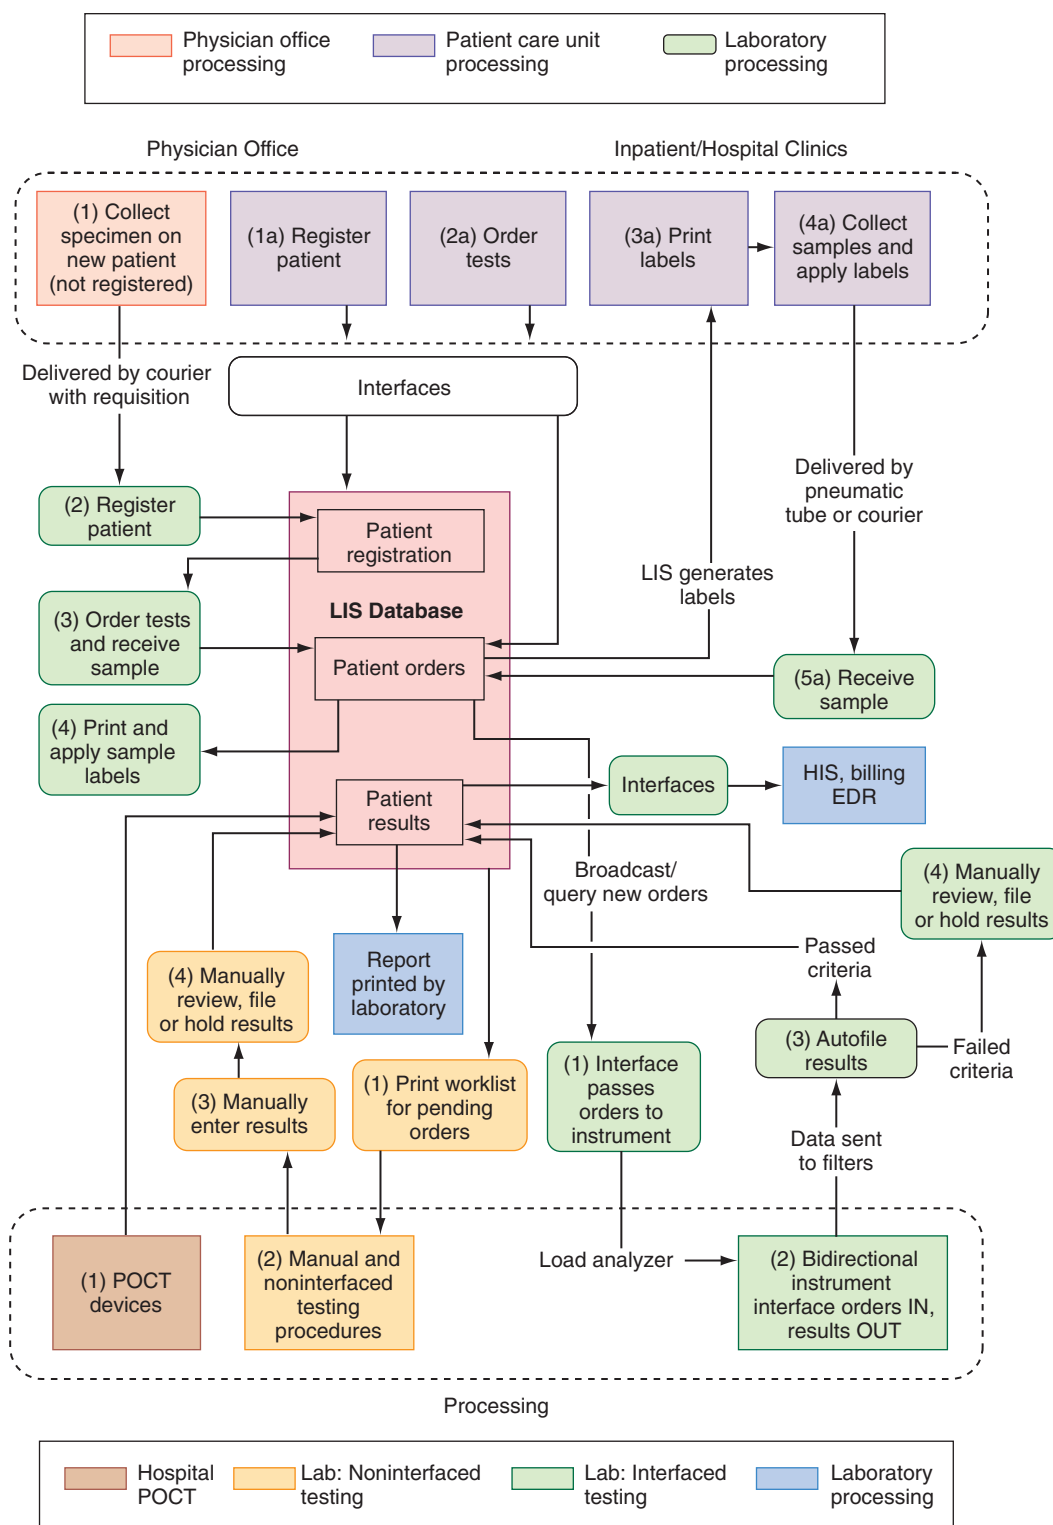 Physician office
processing
Patient care unit
processing
Laboratory
processing
Physician Office
Inpatient/Hospital Clinics
(1) Collect
specimen on
new patient
(not registered)
(1a) Register
patient
(2a) Order
tests
(3a) Print
labels
(4a) Collect
samples and
apply labels
Delivered by courier
with requisition
Interfaces
Delivered by
pneumatic
tube or courier
(2) Register
patient
Patient
registration
LIS generates
labels
LIS Database
(3) Order tests
and receive
sample
Patient orders
(5a) Receive
sample
(4) Print and
apply sample
labels
Patient
results
Interfaces
HIS, billing
EDR
Broadcast/
query new orders
(4) Manually
review, file
or hold results
Passed
criteria
(4) Manually
review, file
or hold results
Report
printed by
laboratory
(3) Autofile
results
Failed
criteria
(3) Manually
enter results
(1) Print worklist
for pending
orders
(1) Interface
passes
orders to
instrument
Data sent
to filters
(1) POCT
devices
(2) Manual and
noninterfaced
testing
procedures
Load analyzer
(2) Bidirectional
instrument
interface orders IN,
results OUT
Processing
Hospital
POCT
Lab: Noninterfaced
testing
Lab: Interfaced
testing
Laboratory
processing